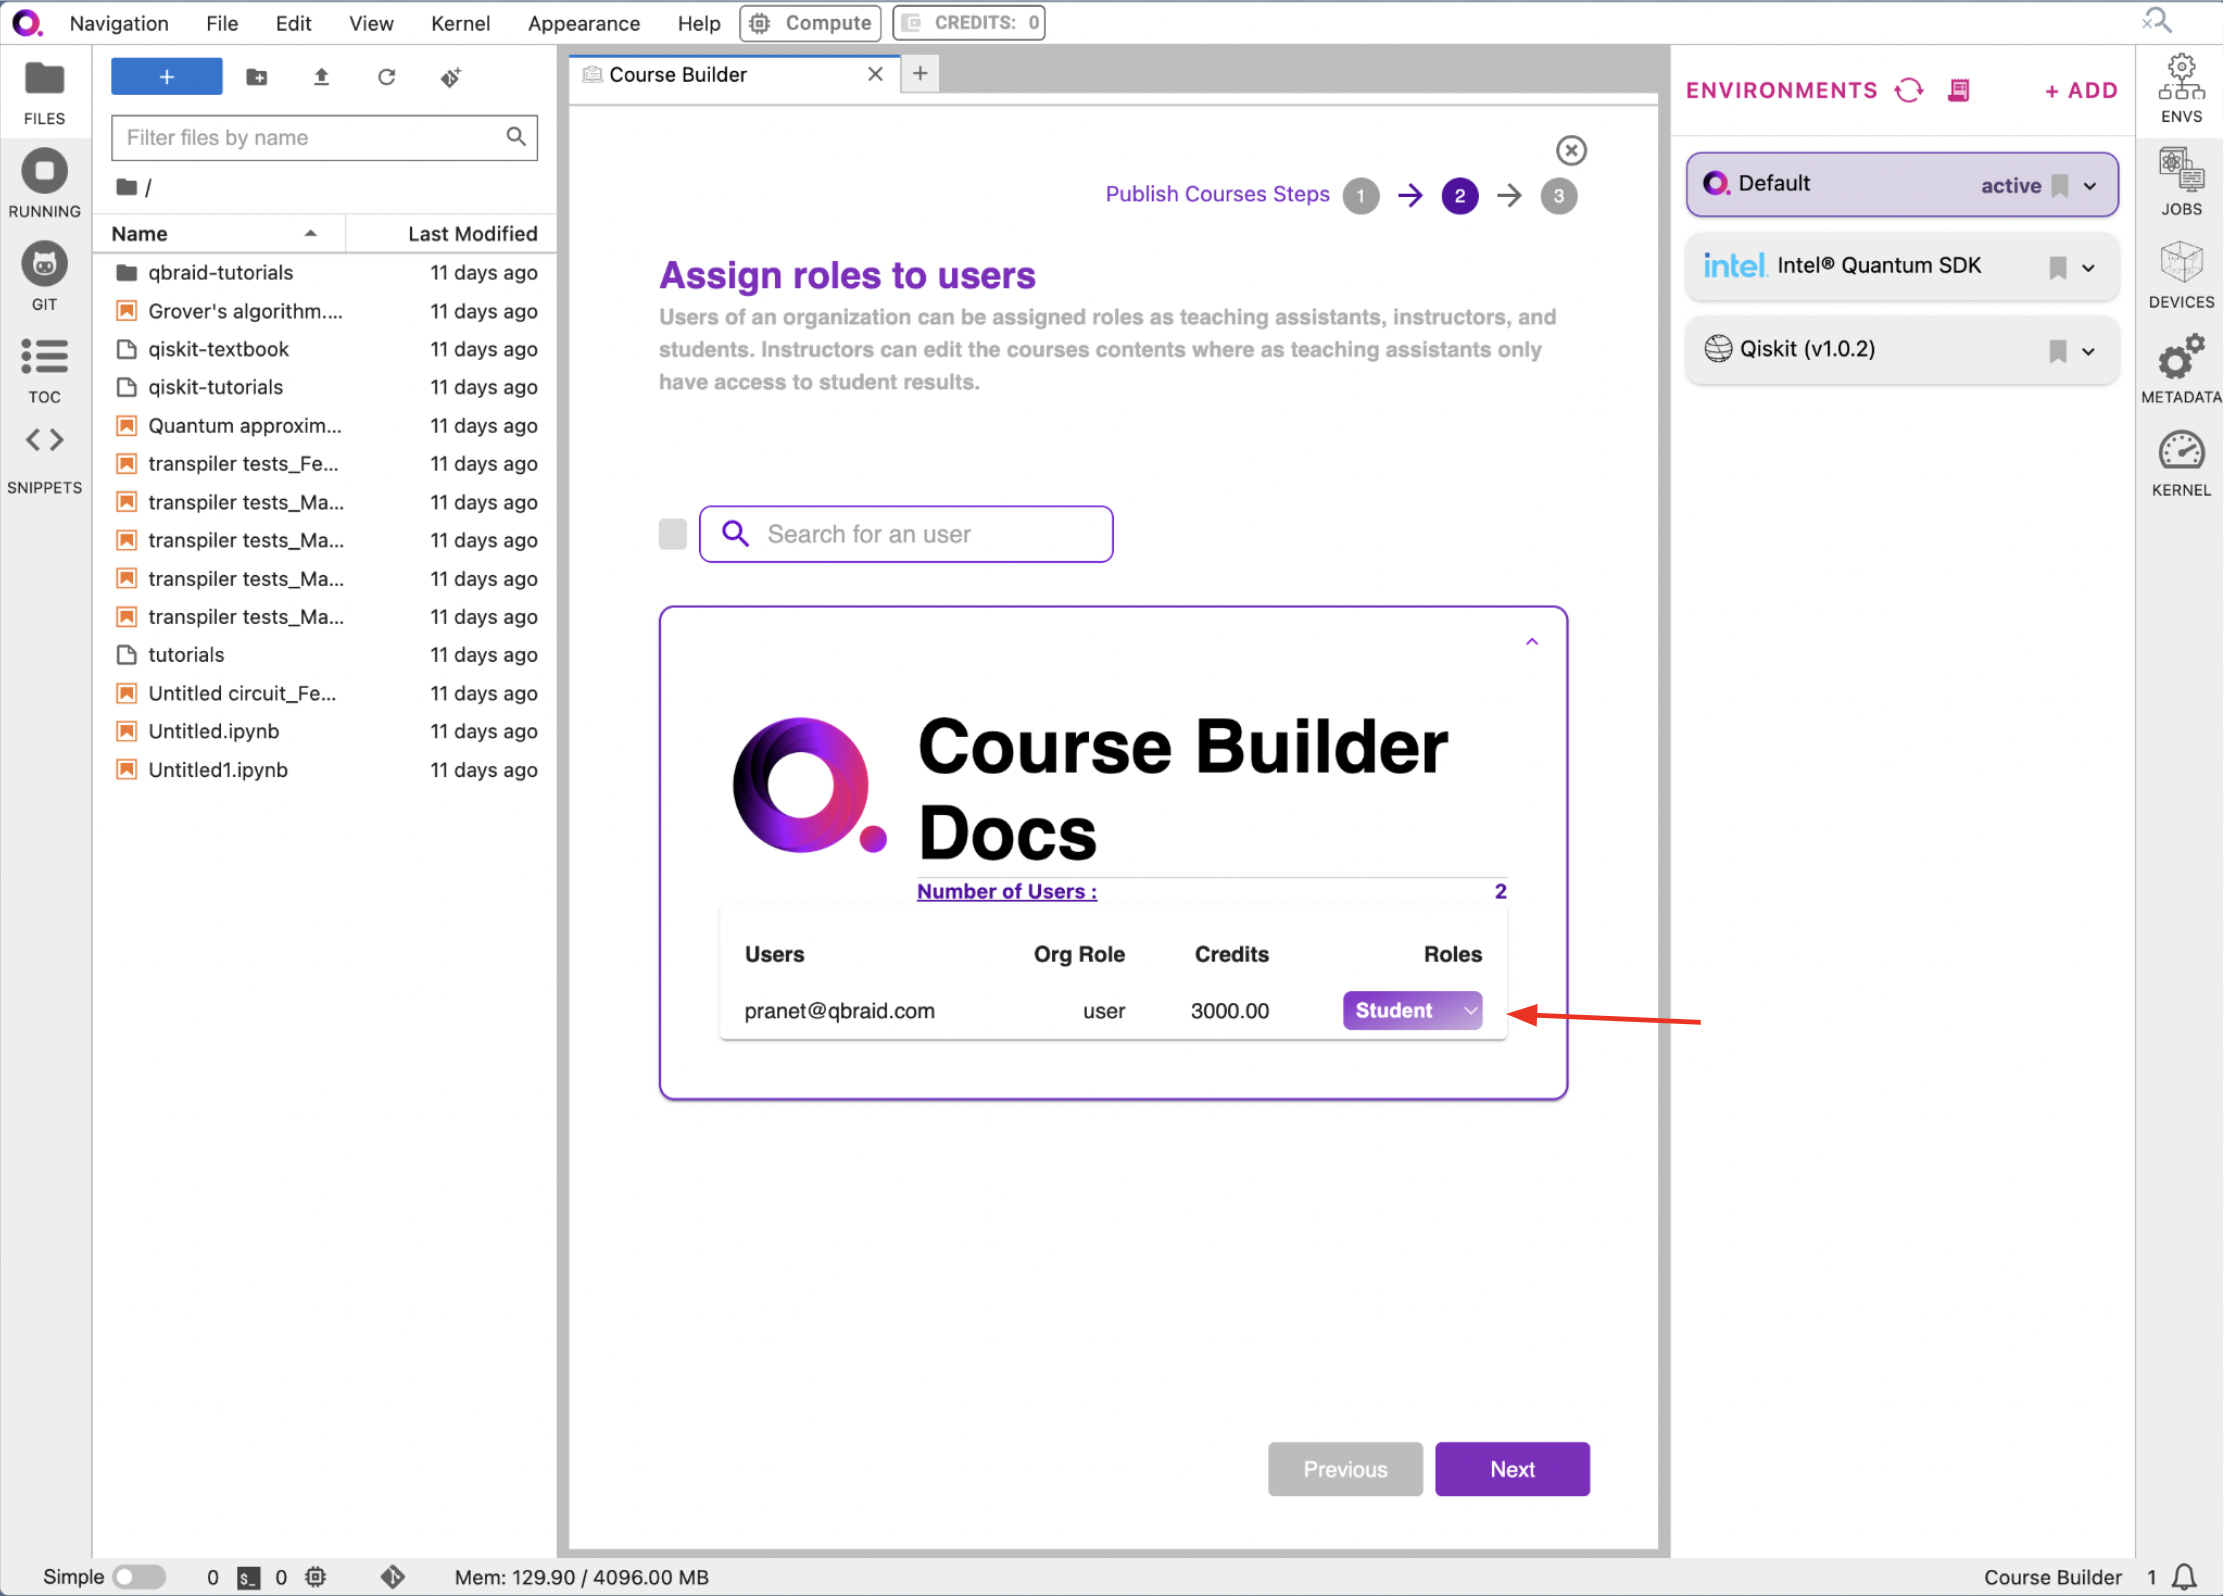 Navigation File Edit View Kernel Appearance Help Compute CREDITS: 0
FILES
RUNNING
GIT
TOC
SNIPPETS
+
Filter files by name
/
Name Last Modified
qbraid-tutorials 11 days ago
Grover's algorithm.... 11 days ago
qiskit-textbook 11 days ago
qiskit-tutorials 11 days ago
Quantum approxim... 11 days ago
transpiler tests_Fe... 11 days ago
transpiler tests_Ma... 11 days ago
transpiler tests_Ma... 11 days ago
transpiler tests_Ma... 11 days ago
transpiler tests_Ma... 11 days ago
tutorials 11 days ago
Untitled circuit_Fe... 11 days ago
Untitled.ipynb 11 days ago
Untitled1.ipynb 11 days ago
Course Builder
Publish Courses Steps 1 2 3
Assign roles to users
Users of an organization can be assigned roles as teaching assistants, instructors, and
students. Instructors can edit the courses contents where as teaching assistants only
have access to student results.
Search for an user
Course Builder
Docs
Number of Users : 2
Users Org Role Credits Roles
pranet@qbraid.com user 3000.00 Student
Previous Next
ENVIRONMENTS + ADD
Default active
intel. Intel® Quantum SDK
Qiskit (v1.0.2)
ENVS
JOBS
DEVICES
METADATA
KERNEL
Simple 0 $_ 0 Mem: 129.90 / 4096.00 MB Course Builder 1